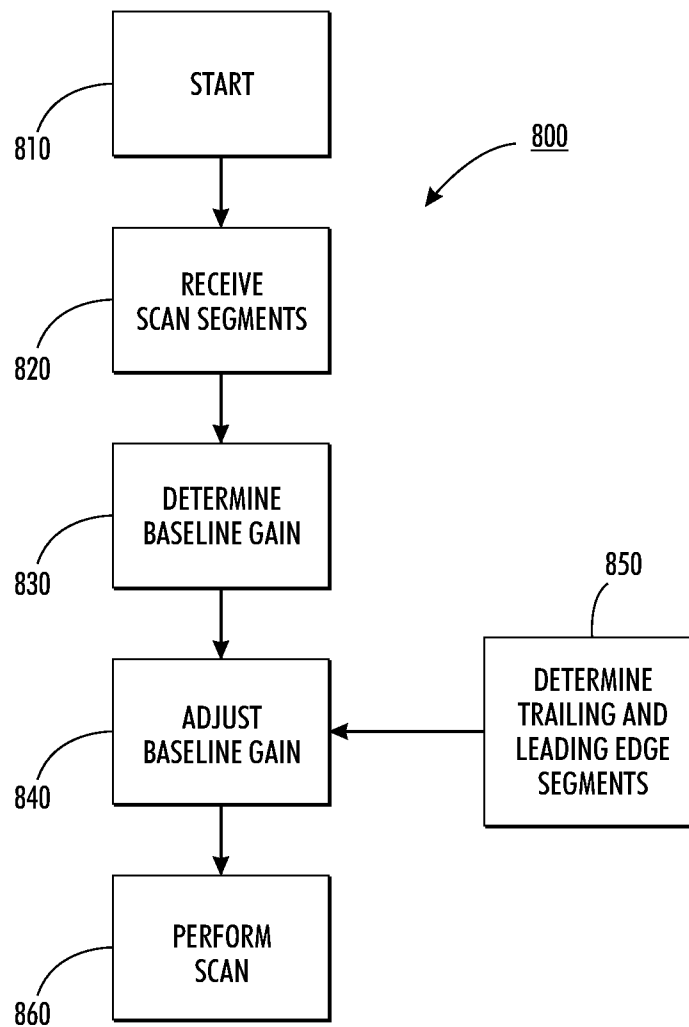 START
810
800
RECEIVE
SCAN SEGMENTS
820
DETERMINE
BASELINE GAIN
830
850
ADJUST
BASELINE GAIN
840
DETERMINE
TRAILING AND
LEADING EDGE
SEGMENTS
PERFORM
SCAN
860